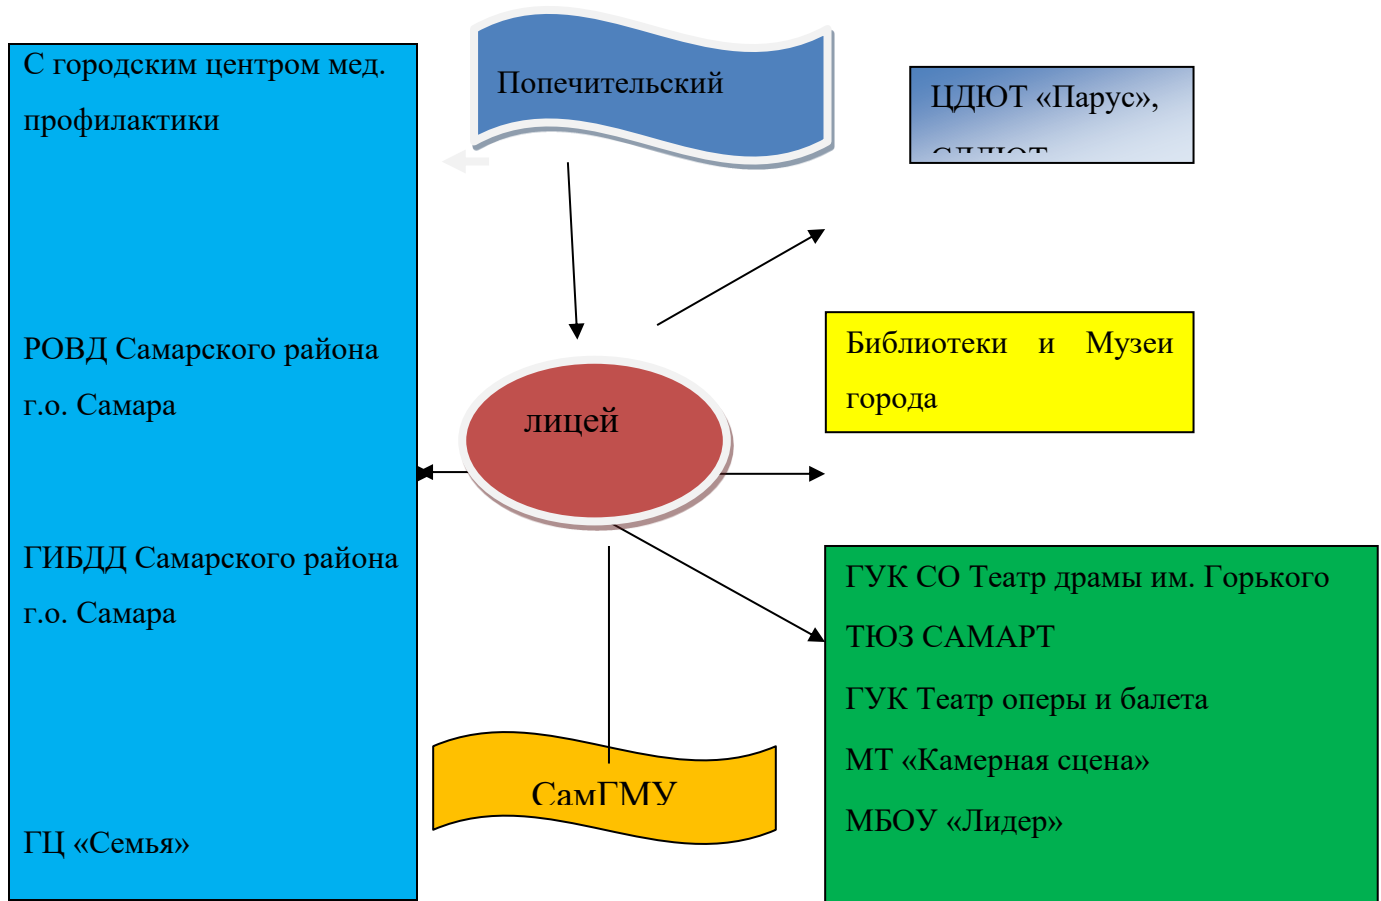 С городским центром мед.
профилактики
РОВД Самарского района
г.о. Самара
ГИБДД Самарского района
г.о. Самара
ГЦ «Семья»
Попечительский
лицей
СамГМУ
ЦДЮТ «Парус»,
Библиотеки и Музеи
города
ГУК СО Театр драмы им. Горького
ТЮЗ САМАРТ
ГУК Театр оперы и балета
МТ «Камерная сцена»
МБОУ «Лидер»